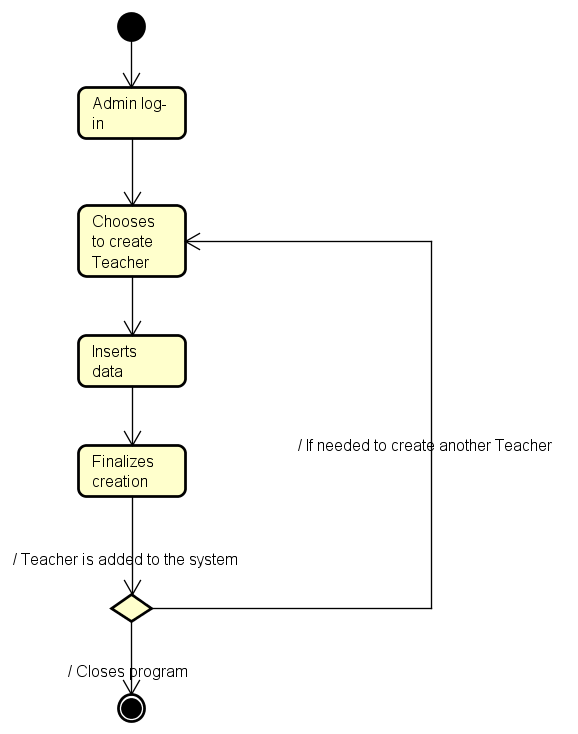 Admin log-
in
Chooses
to create
Teacher
Inserts
data
/ If needed to create another Teacher
Finalizes
creation
/ Teacher is added to the system
/ Closes program